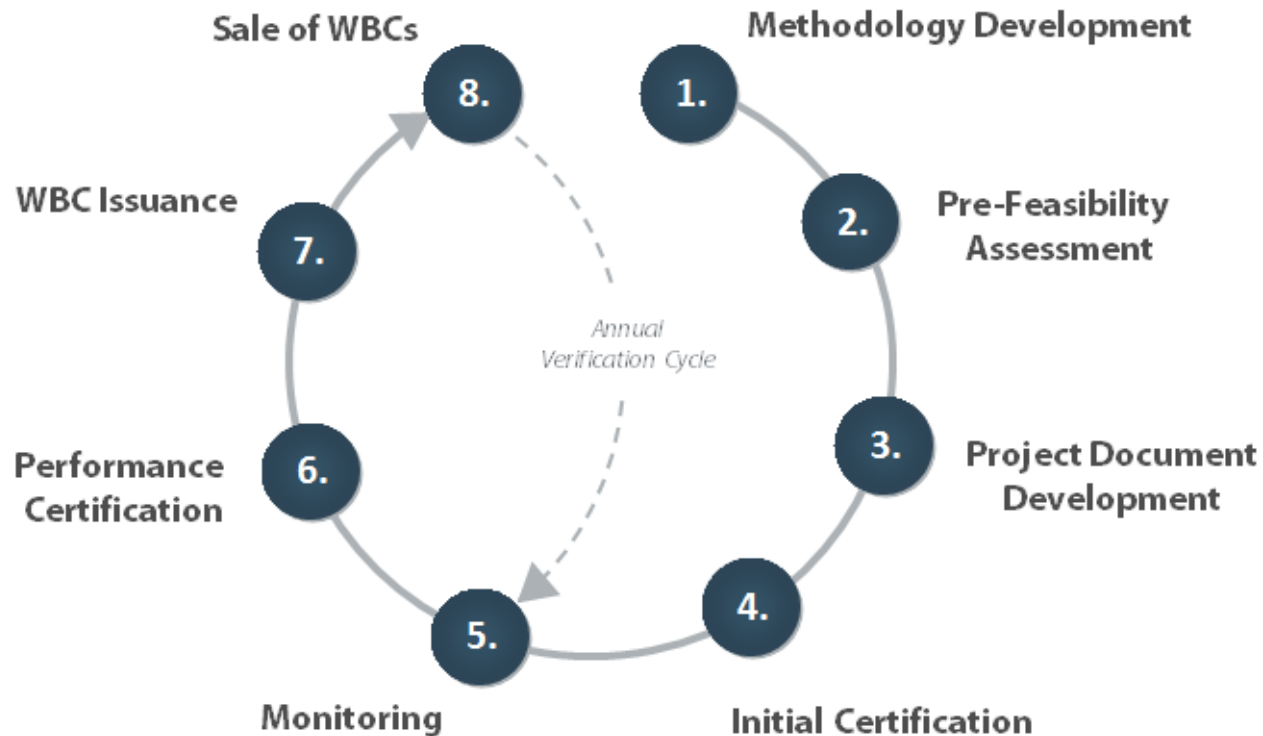 Sale of WBCs
8.
Methodology Development
1.
WBC Issuance
7.
2.
Pre-Feasibility
Assessment
Annual
Verification Cycle
Performance
Certification
6.
3.
Project Document
Development
5.
4.
Monitoring
Initial Certification